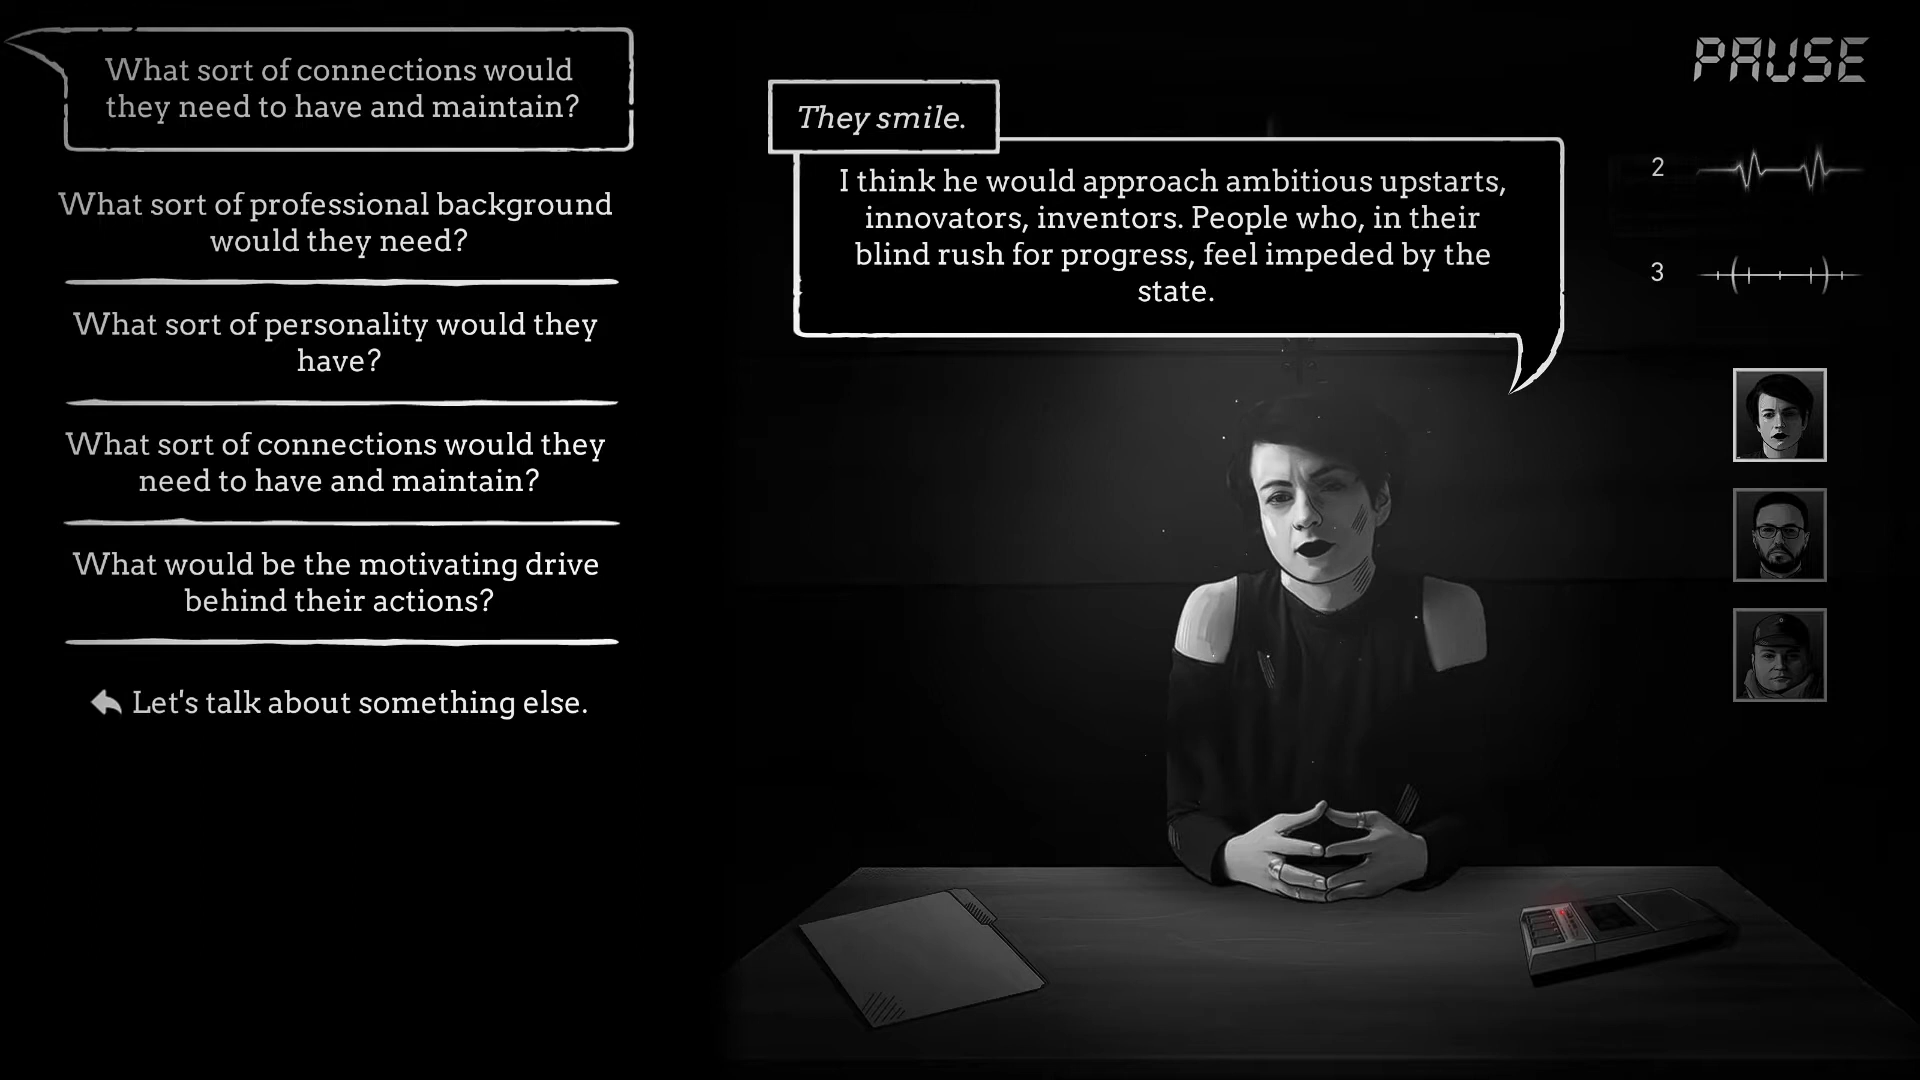 What sort of connections would
they need to have and maintain?
What sort of professional background
would they need?
What sort of personality would they
have?
What sort of connections would they
need to have and maintain?
What would be the motivating drive
behind their actions?
Let's talk about something else.
They smile.
I think he would approach ambitious upstarts,
innovators, inventors. People who, in their
blind rush for progress, feel impeded by the
state.
PAUSE
2
3